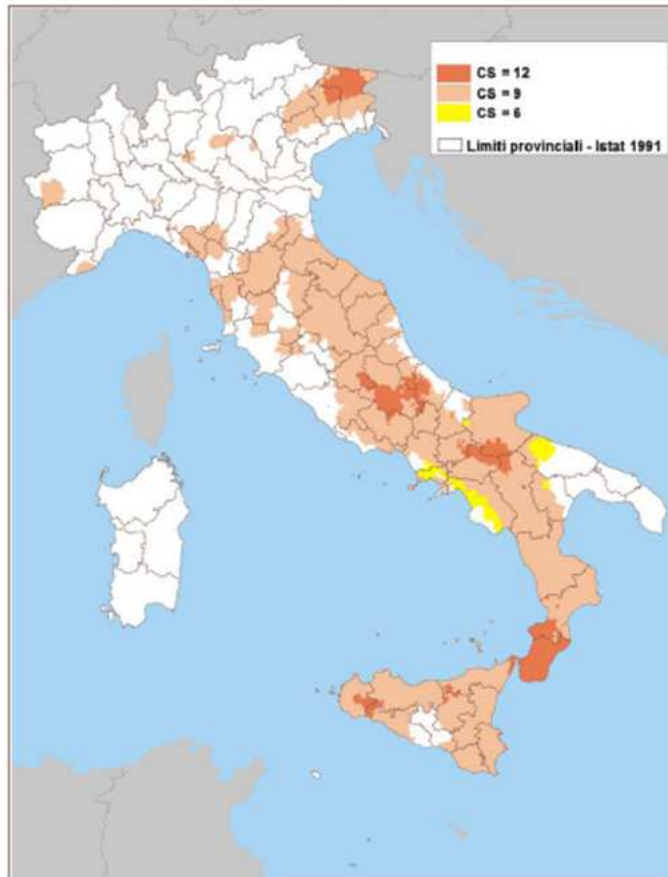 CS = 12
CS = 9
CS = 6
Limiti provinciali - Istat 1991